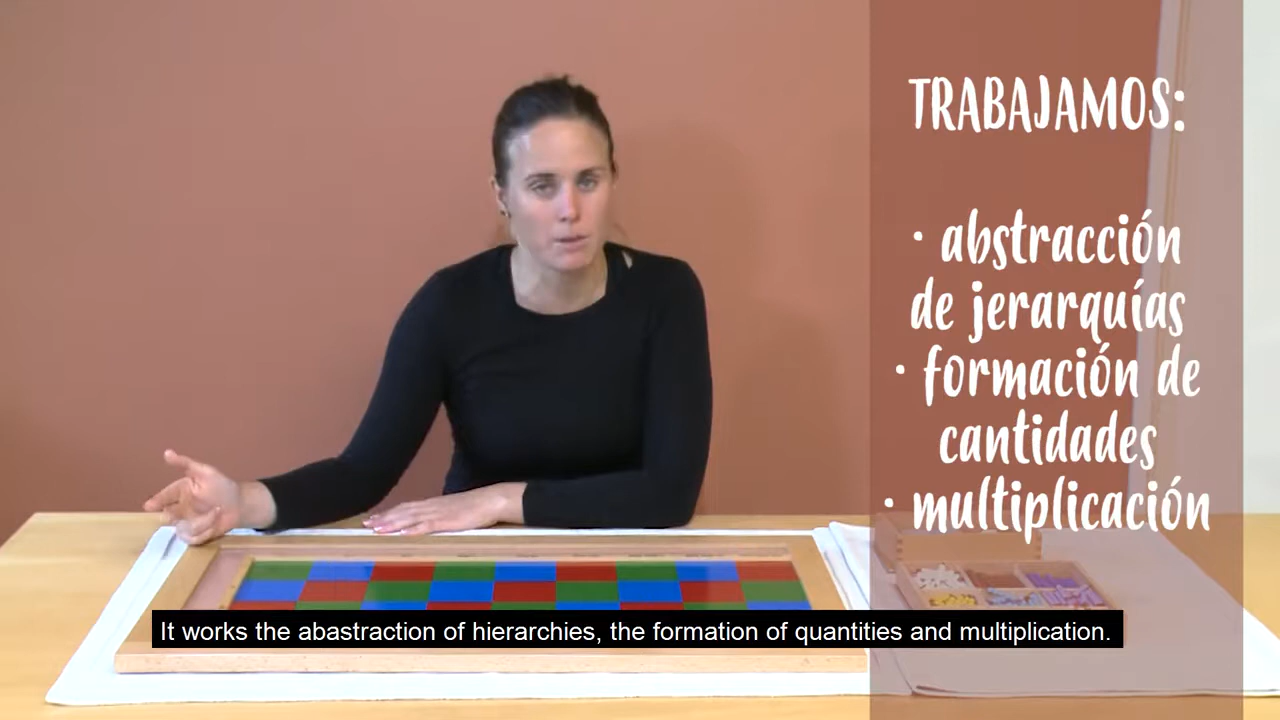 TRABAJAMOS:
· abstracción
de jerarquías
· formación de
cantidades
· multiplicación
It works the abastraction of hierarchies, the formation of quantities and multiplication.